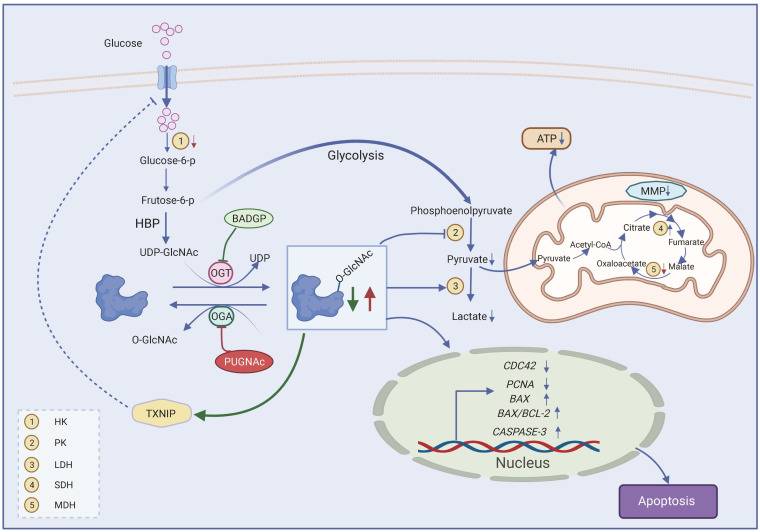 Glucose
1
Glucose-6-p
Frutose-6-p
HBP
UDP-GlcNAc
BADGP
UDP
OGT
OGA
O-GlcNAc
PUGNAc
O-GlcNAc
TXNIP
Glycolysis
Phosphoenolpyruvate
2
Pyruvate
3
Lactate
ATP
MMP
Pyruvate
Acetyl-CoA
Citrate
4
Fumarate
Oxaloacetate
5
Malate
CDC42
PCNA
BAX
BAX/BCL-2
CASPASE-3
Nucleus
Apoptosis
1 HK
2 PK
3 LDH
4 SDH
5 MDH